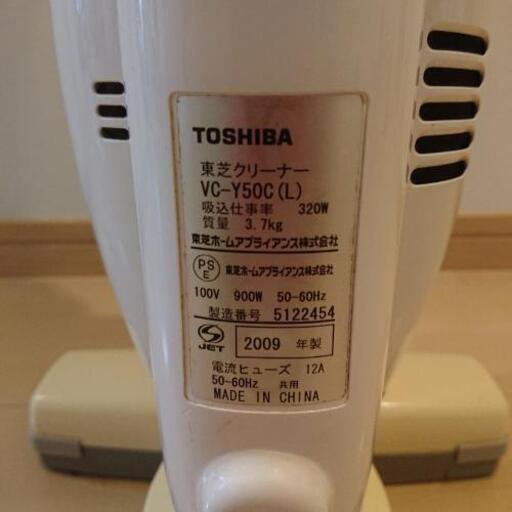 TOSHIBA
東芝クリーナー
VC-Y50C(L)
吸込仕事率 320W
質量 3.7kg
東芝ホームアプライアンス株式会社
PS
E 東芝ホームアプライアンス株式会社
100V 900W 50-60Hz
製造番号 5122454
JET 2009 年製
電流ヒューズ 12A
50-60Hz 共用
MADE IN CHINA